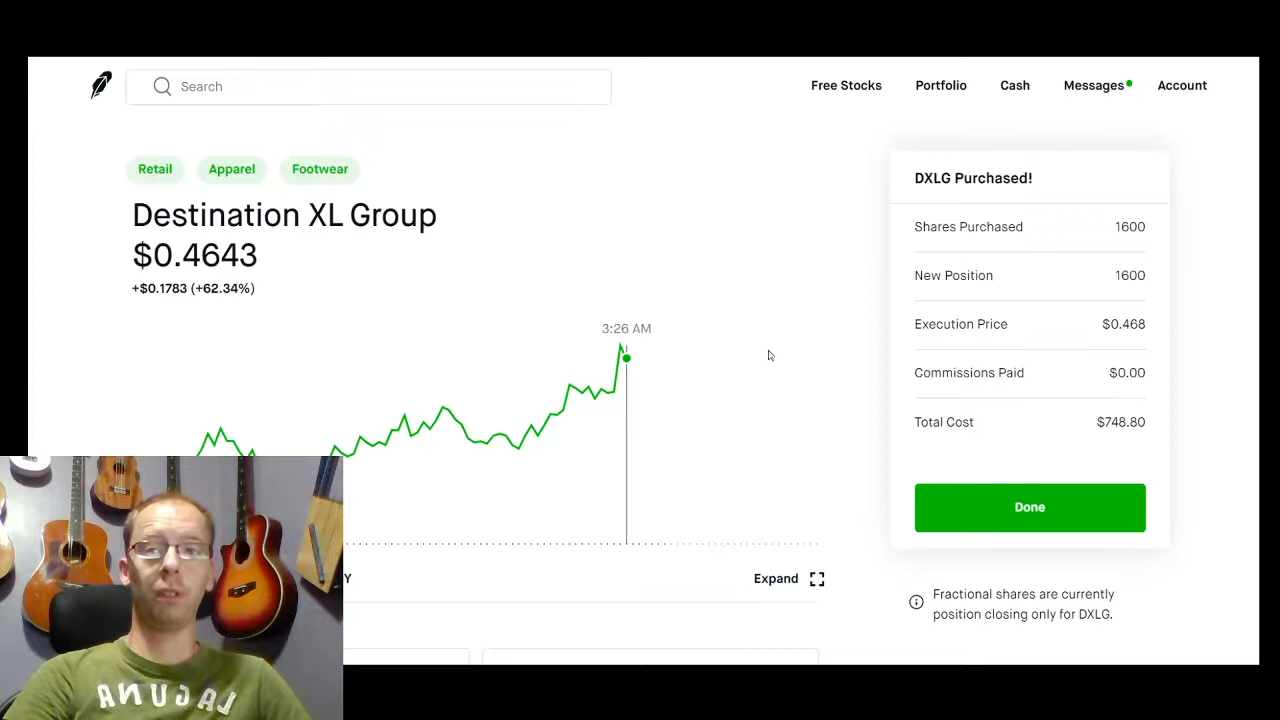 Search
Free Stocks
Portfolio
Cash
Messages
Account
Retail
Apparel
Footwear
Destination XL Group
$0.4643
+$0.1783 (+62.34%)
3:26 AM
Y
Expand
DXLG Purchased!
Shares Purchased 1600
New Position 1600
Execution Price $0.468
Commissions Paid $0.00
Total Cost $748.80
Done
Fractional shares are currently
position closing only for DXLG.
LAGUNA